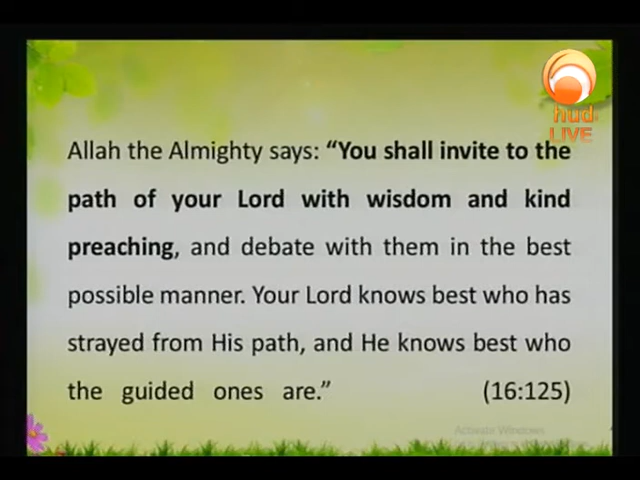 hud
LIVE
Allah the Almighty says: “You shall invite to the
path of your Lord with wisdom and kind
preaching, and debate with them in the best
possible manner. Your Lord knows best who has
strayed from His path, and He knows best who
the guided ones are.” (16:125)
Activate Windows